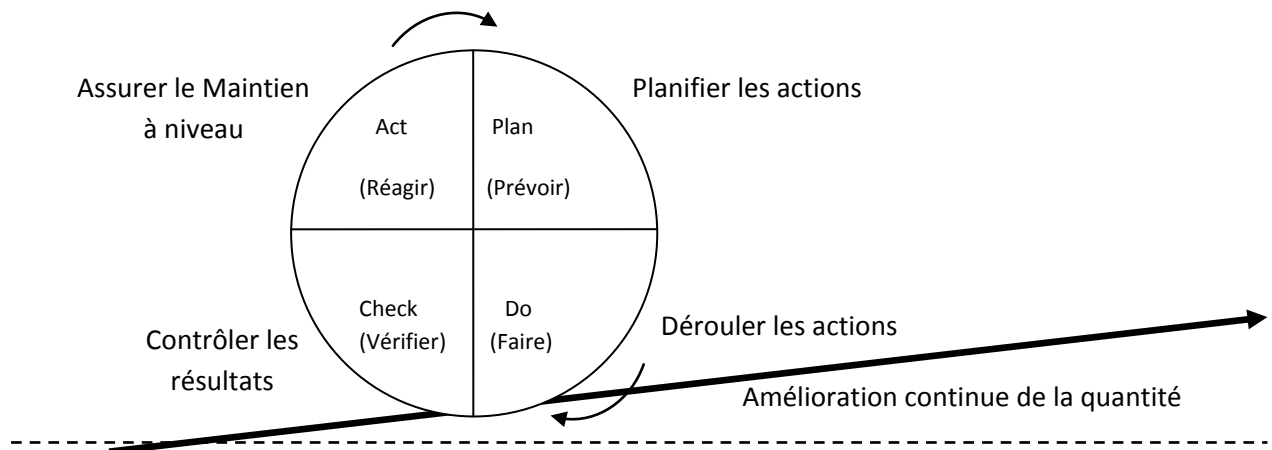 Assurer le Maintien
à niveau
Planifier les actions
Act
Plan
(Réagir)
(Prévoir)
Check
(Vérifier)
Do
(Faire)
Contrôler les
résultats
Dérouler les actions
Amélioration continue de la quantité